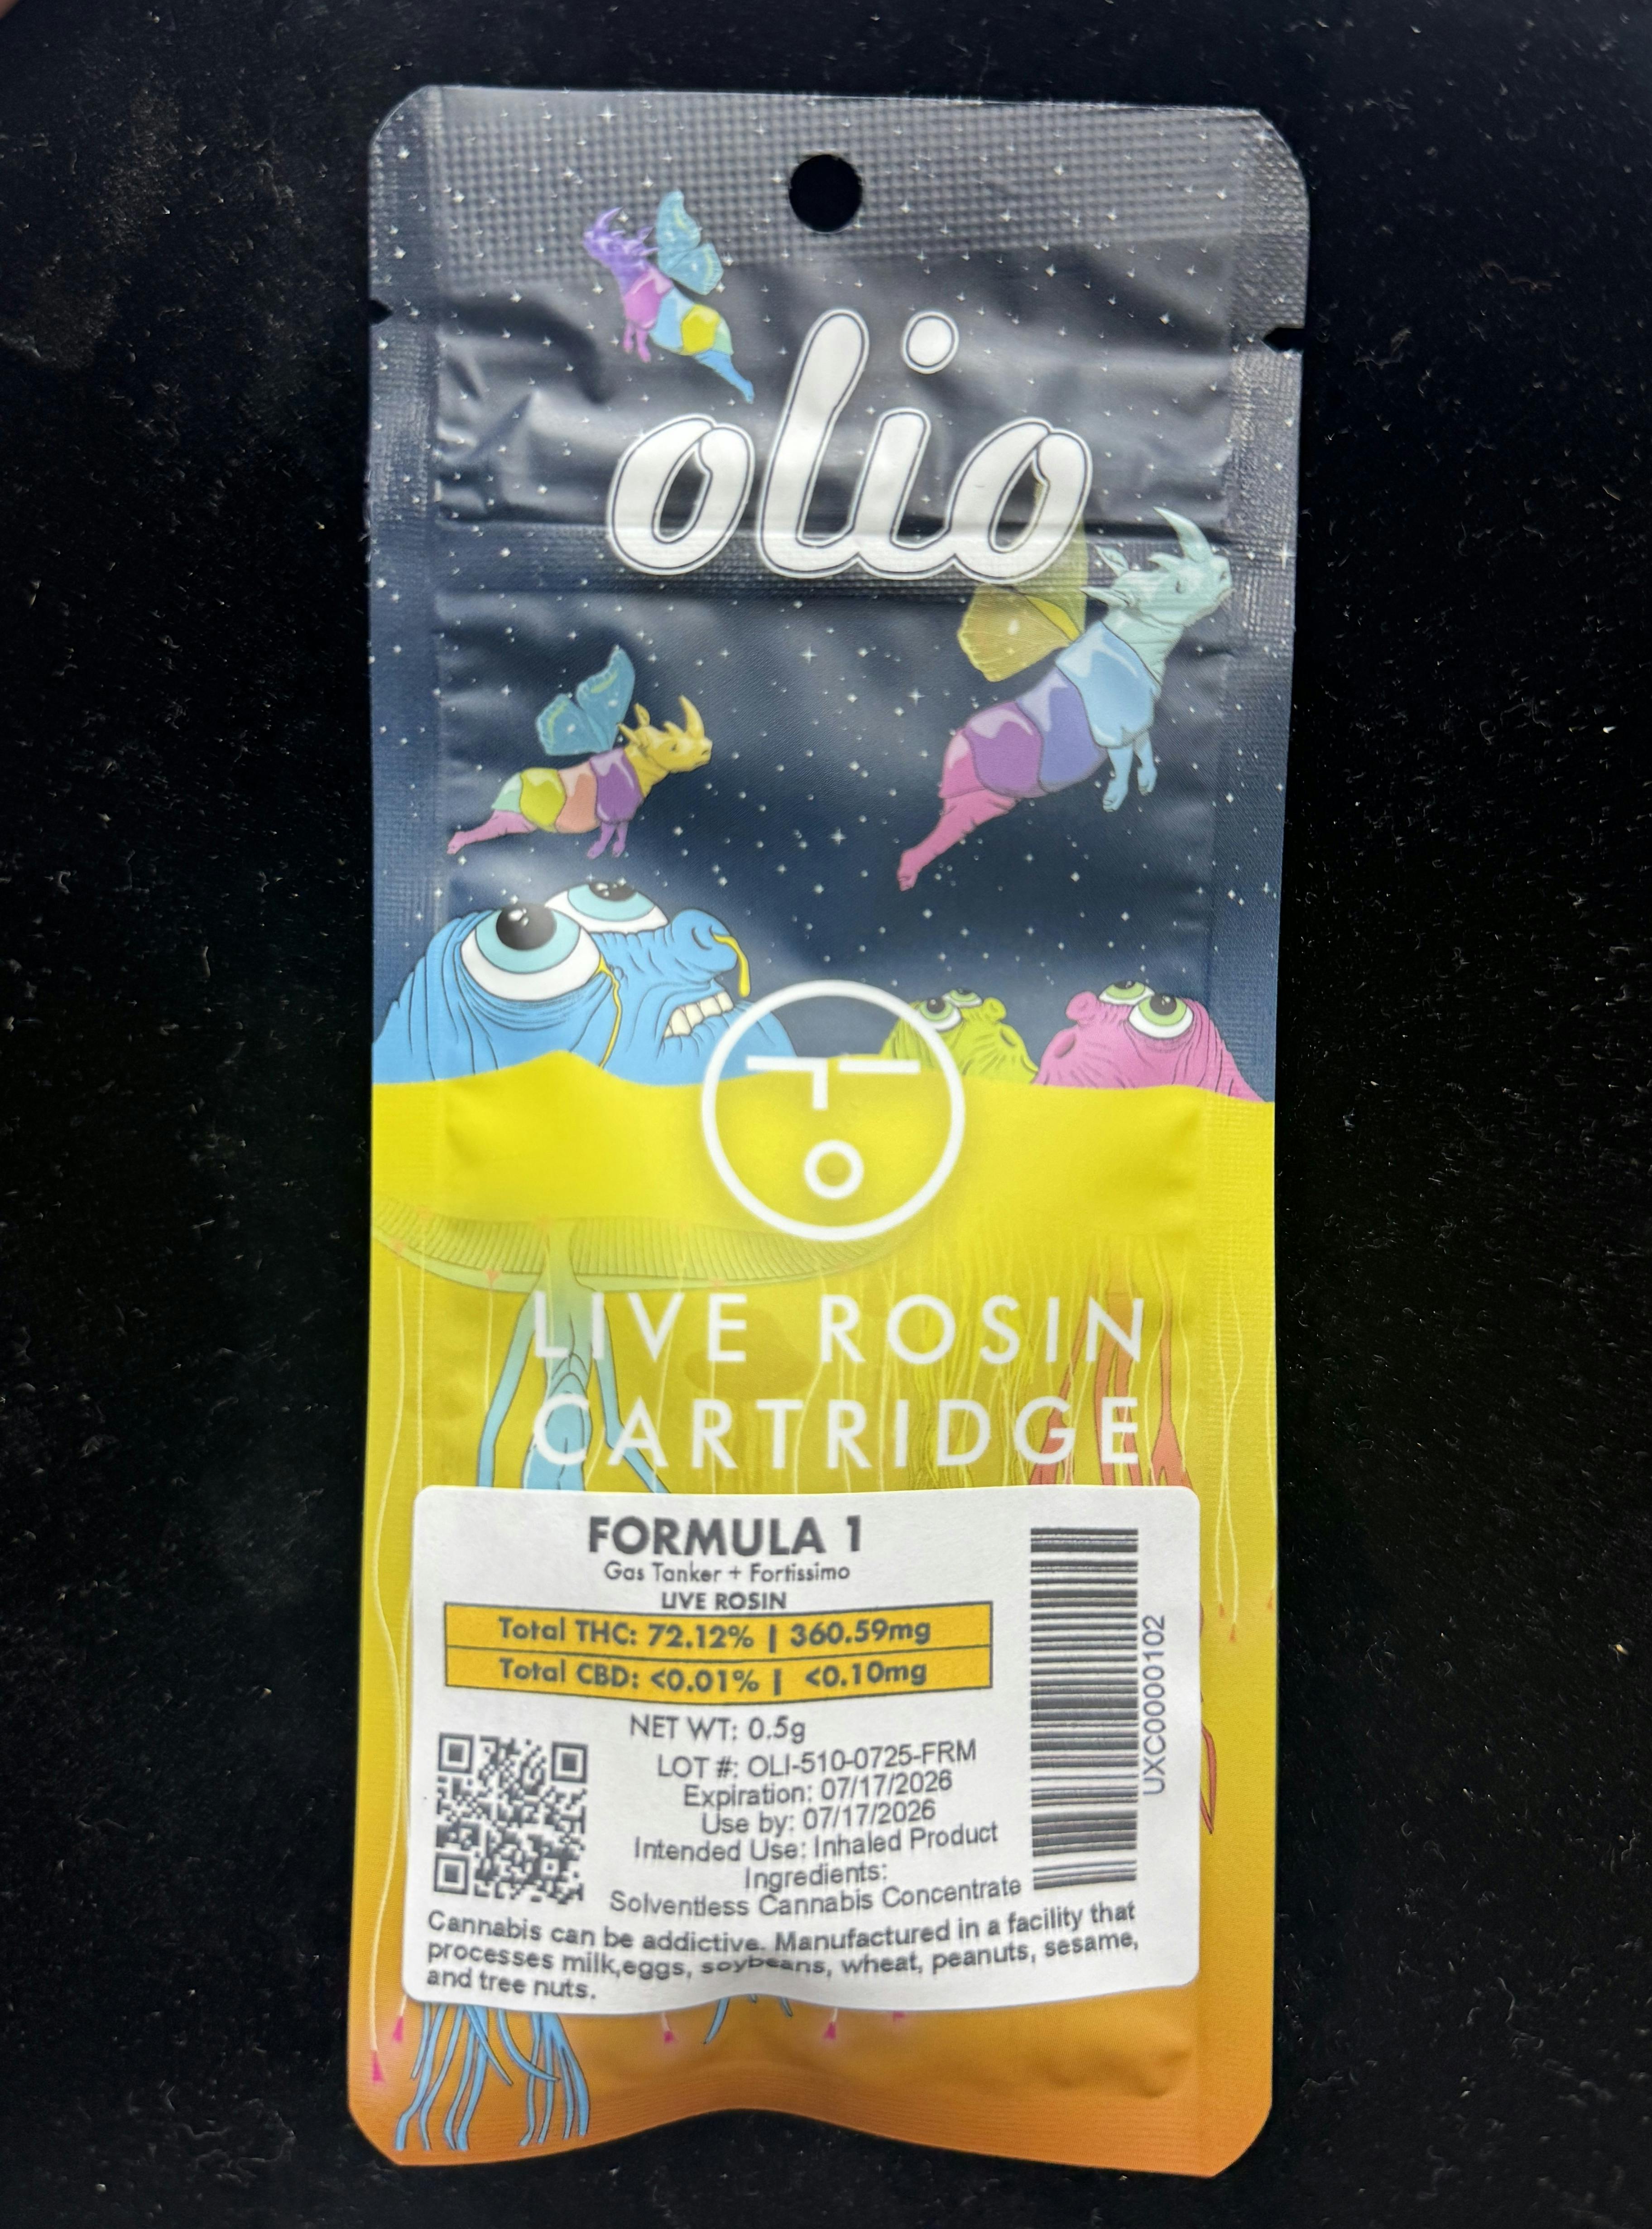 olio
LIVE ROSIN
CARTRIDGE
FORMULA 1
Gas Tanker + Fortissimo
LIVE ROSIN
Total THC: 72.12% | 360.59mg
Total CBD: <0.01% | <0.10mg
NET WT: 0.5g
LOT #: OLI-510-0725-FRM
Expiration: 07/17/2026
Use by: 07/17/2026
Intended Use: Inhaled Product
Ingredients:
Solventless Cannabis Concentrate
Cannabis can be addictive. Manufactured in a facility that
processes milk,eggs, soybeans, wheat, peanuts, sesame,
and tree nuts.
UXC0000102